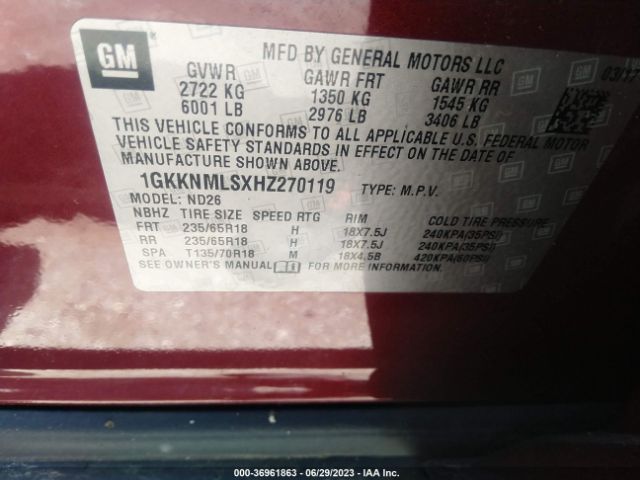 GM
MFD BY GENERAL MOTORS LLC
GVWR GAWR FRT GAWR RR
2722 KG 1350 KG 1545 KG
6001 LB 2976 LB 3406 LB
THIS VEHICLE CONFORMS TO ALL APPLICABLE U.S. FEDERAL MOTOR
VEHICLE SAFETY STANDARDS IN EFFECT ON THE DATE OF
MANUFACTURE SHOWN ABOVE.
1GKKNMLSXHZ270119 TYPE: M.P.V.
MODEL: ND26
NBHZ TIRE SIZE SPEED RTG RIM COLD TIRE PRESSURE
FRT 235/65R18 H 18X7.5J 240KPA(35PSI)
RR 235/65R18 H 18X7.5J 240KPA(35PSI)
SPA T135/70R18 M 18X4.5B 420KPA(60PSI)
SEE OWNER'S MANUAL FOR MORE INFORMATION.
000-36961863 - 06/29/2023 - IAA Inc.